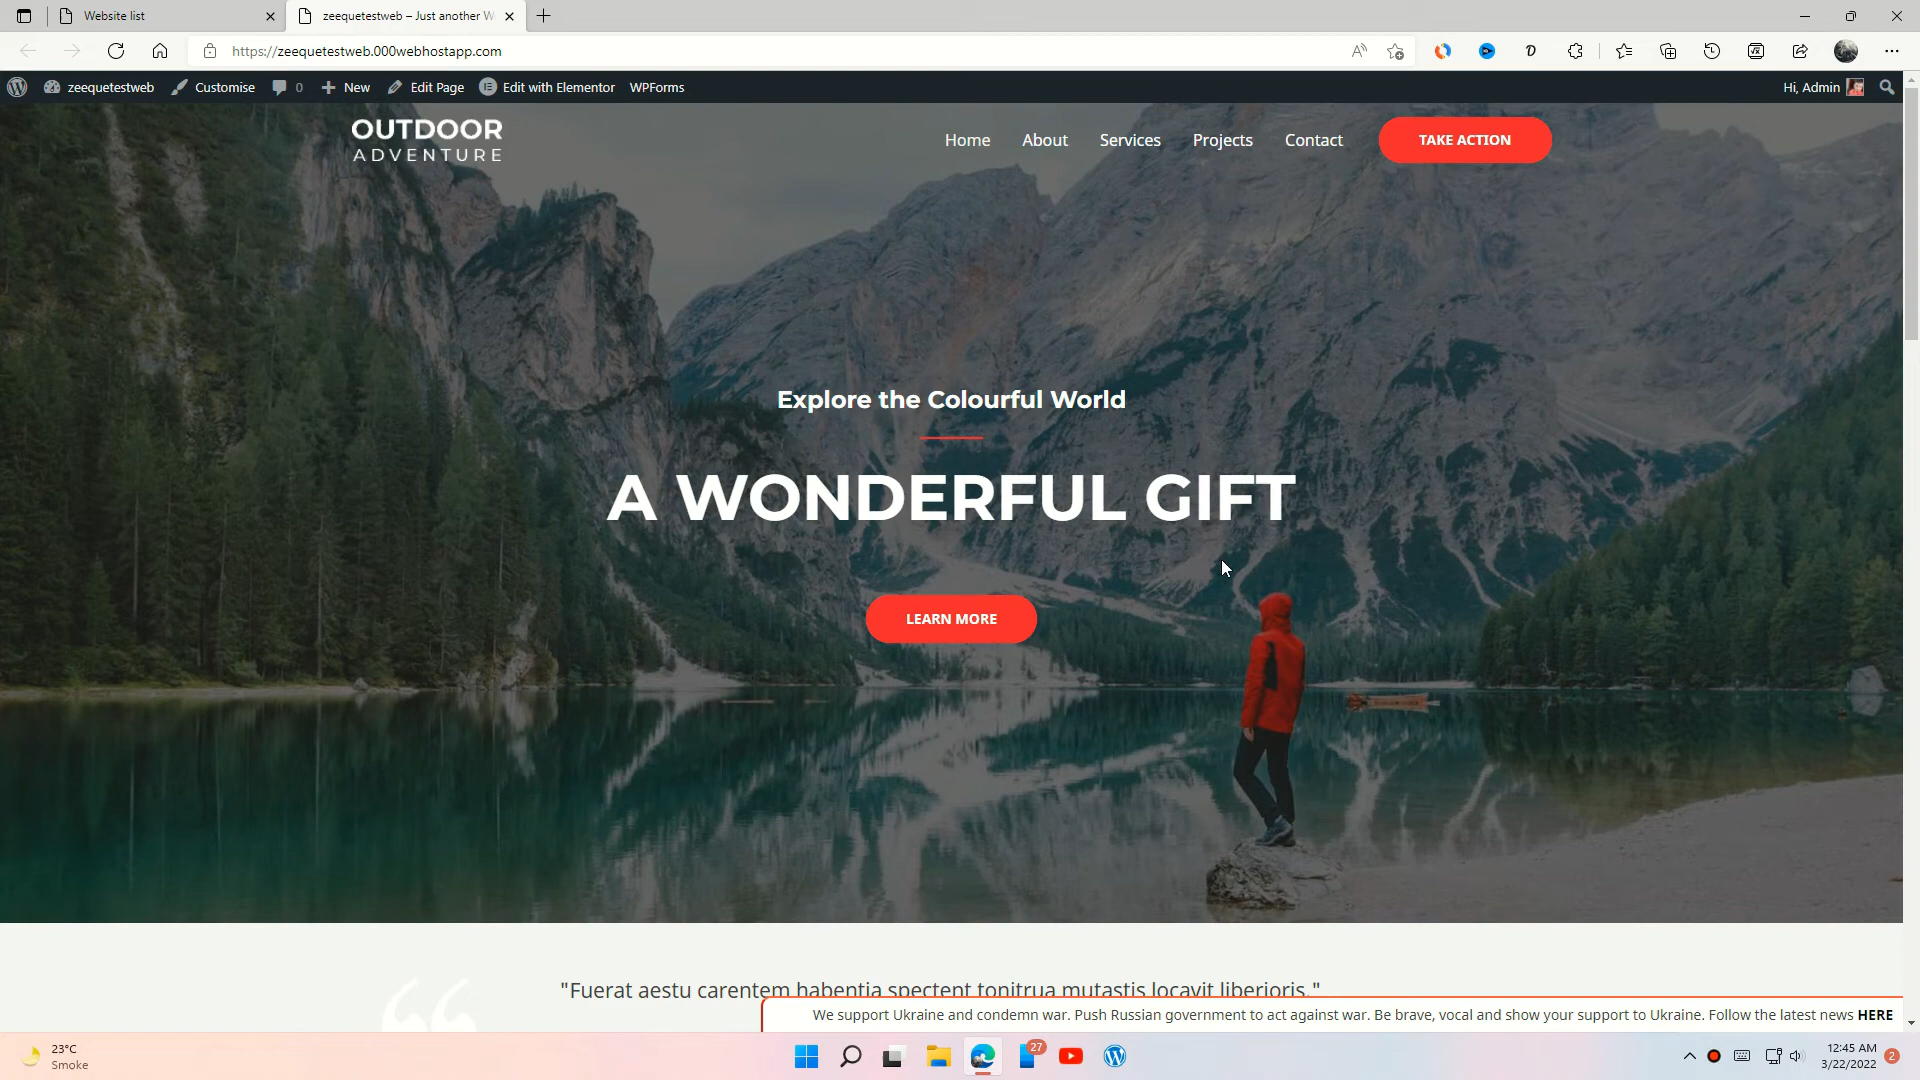 Website list
zeequetestweb – Just another W
https://zeequetestweb.000webhostapp.com
zeequetestweb
Customise
0
New
Edit Page
Edit with Elementor
WPForms
Hi, Admin
OUTDOOR
ADVENTURE
Home
About
Services
Projects
Contact
TAKE ACTION
Explore the Colourful World
A WONDERFUL GIFT
LEARN MORE
"Fuerat aestu carentem habentia spectent tonitrua mutastis locavit liberioris."
We support Ukraine and condemn war. Push Russian government to act against war. Be brave, vocal and show your support to Ukraine. Follow the latest news HERE
23°C
Smoke
27
12:45 AM
3/22/2022
2